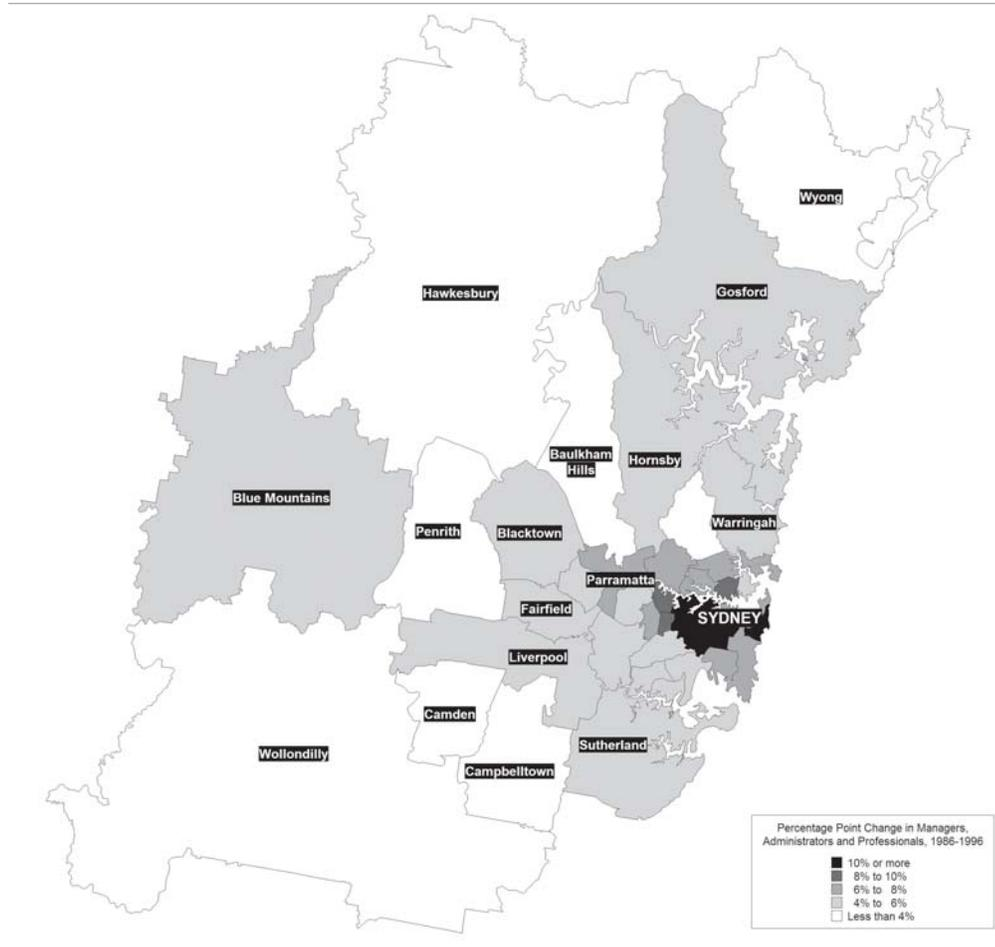 Wyong
Hawkesbury
Gosford
Baulkham
Hills
Hornsby
Blue Mountains
Warringah
Penrith
Blacktown
Parramatta
Fairfield
SYDNEY
Liverpool
Camden
Sutherland
Wollondilly
Campbelltown
Percentage Point Change in Managers,
Administrators and Professionals, 1986-1996
10% or more
8% to 10%
6% to 8%
4% to 6%
Less than 4%